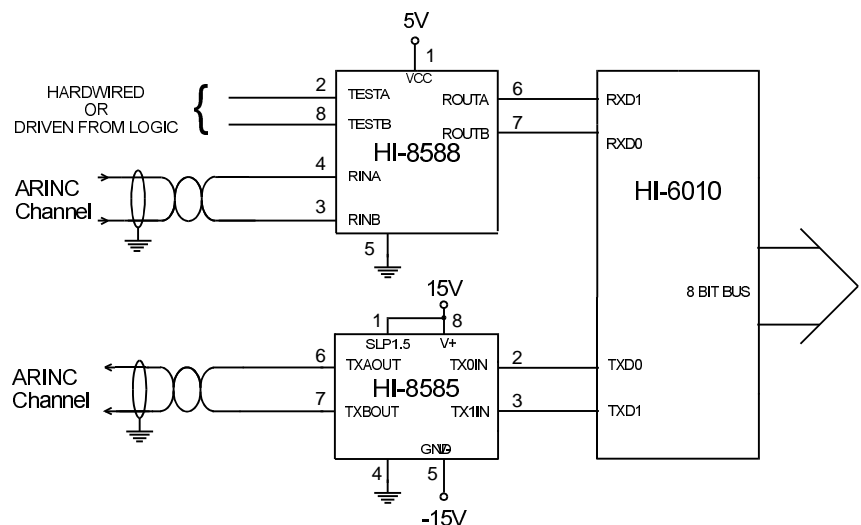 5V
1
VCC
HARDWIRED
OR
DRIVEN FROM LOGIC
{
2
TESTA
8
TESTB
ROUTA
6
ROUTB
7
HI-8588
ARINC
Channel
4
RINA
3
RINB
5
RXD1
RXD0
HI-6010
8 BIT BUS
TXD0
TXD1
15V
1
8
SLP1.5
V+
ARINC
Channel
6
TXAOUT
7
TXBOUT
HI-8585
TX0IN
2
TX1IN
3
GND
V-
4
5
-15V